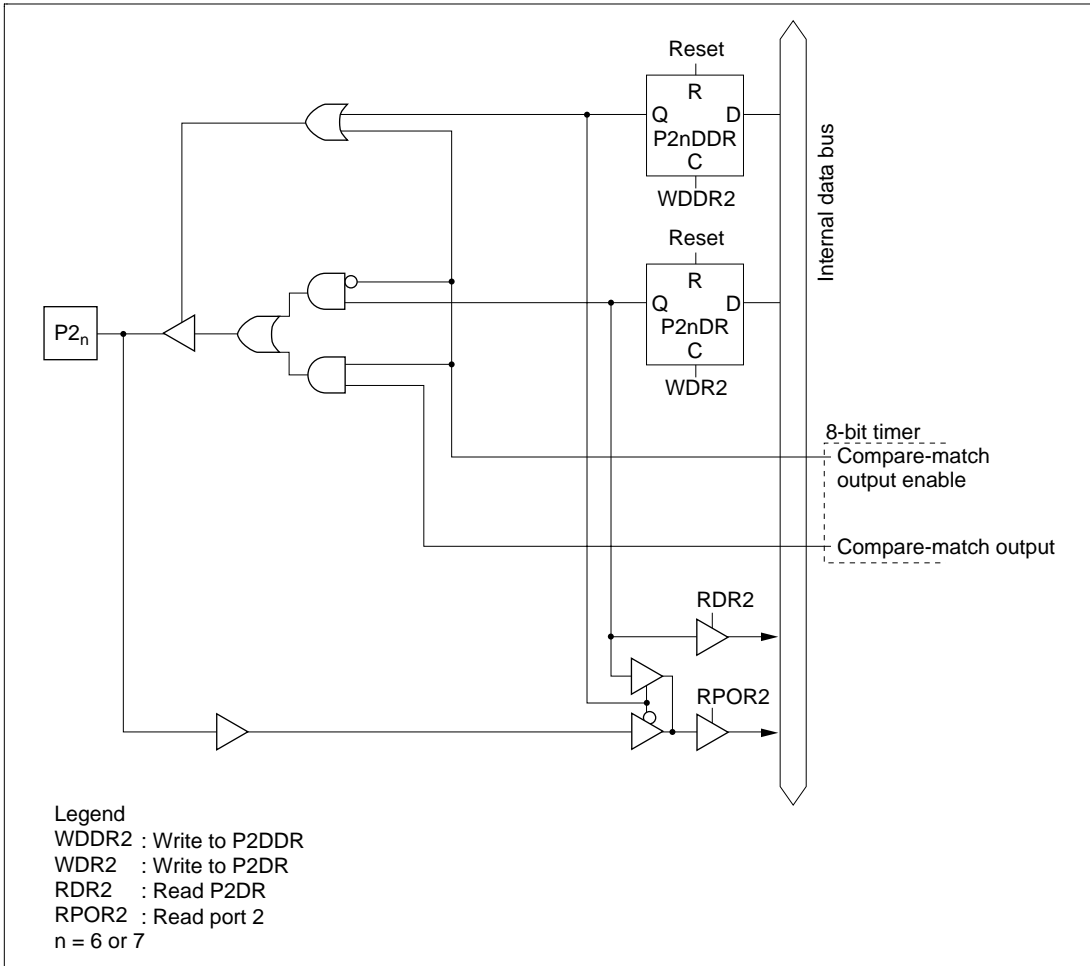 Reset
R
Q D
P2nDDR
C
WDDR2
Internal data bus
Reset
R
Q D
P2nDR
C
WDR2
P2n
8-bit timer
Compare-match
output enable
Compare-match output
RDR2
RPOR2
Legend
WDDR2 : Write to P2DDR
WDR2 : Write to P2DR
RDR2 : Read P2DR
RPOR2 : Read port 2
n = 6 or 7